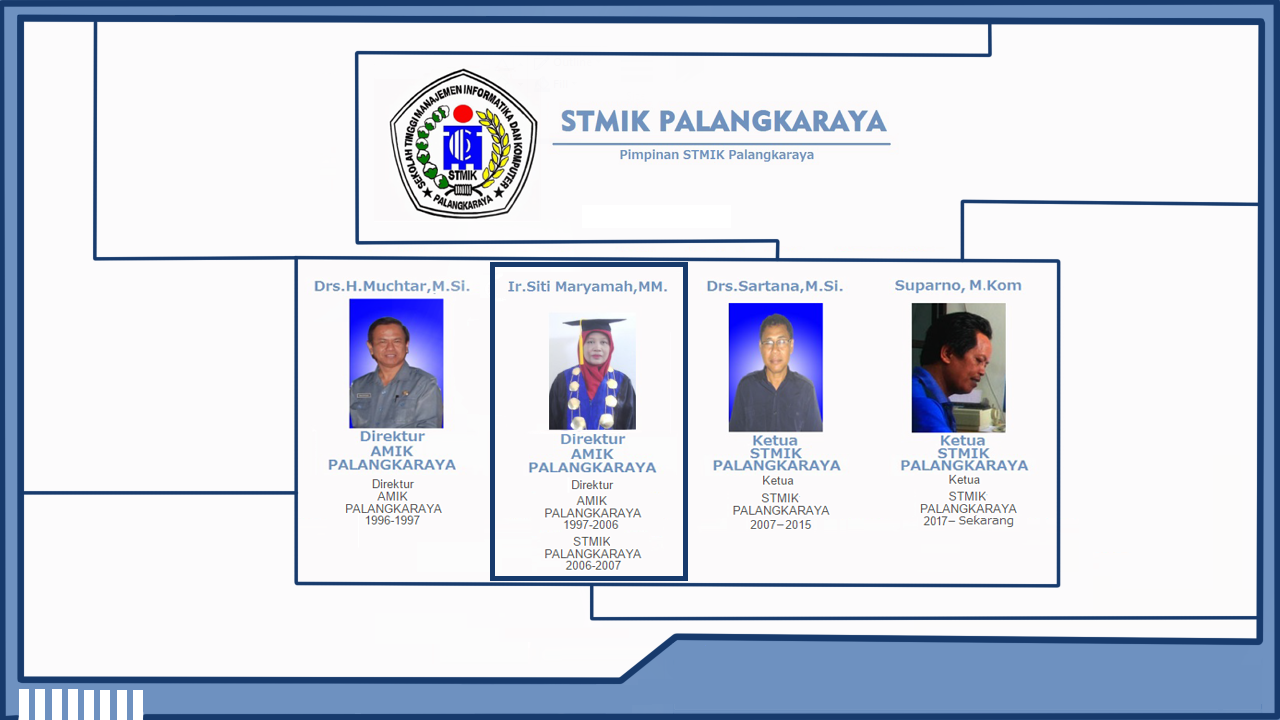 SEKOLAH TINGGI MANAJEMEN INFORMATIKA DAN KOMPUTER
STMIK
PALANGKARAYA
STMIK PALANGKARAYA
Pimpinan STMIK Palangkaraya
Drs.H.Muchtar,M.Si.
Direktur
AMIK
PALANGKARAYA
Direktur
AMIK
PALANGKARAYA
1996-1997
Ir.Siti Maryamah,MM.
Direktur
AMIK
PALANGKARAYA
Direktur
AMIK
PALANGKARAYA
1997-2006
STMIK
PALANGKARAYA
2006-2007
Drs.Sartana,M.Si.
Ketua
STMIK
PALANGKARAYA
Ketua
STMIK
PALANGKARAYA
2007–2015
Suparno, M.Kom
Ketua
STMIK
PALANGKARAYA
Ketua
STMIK
PALANGKARAYA
2017– Sekarang